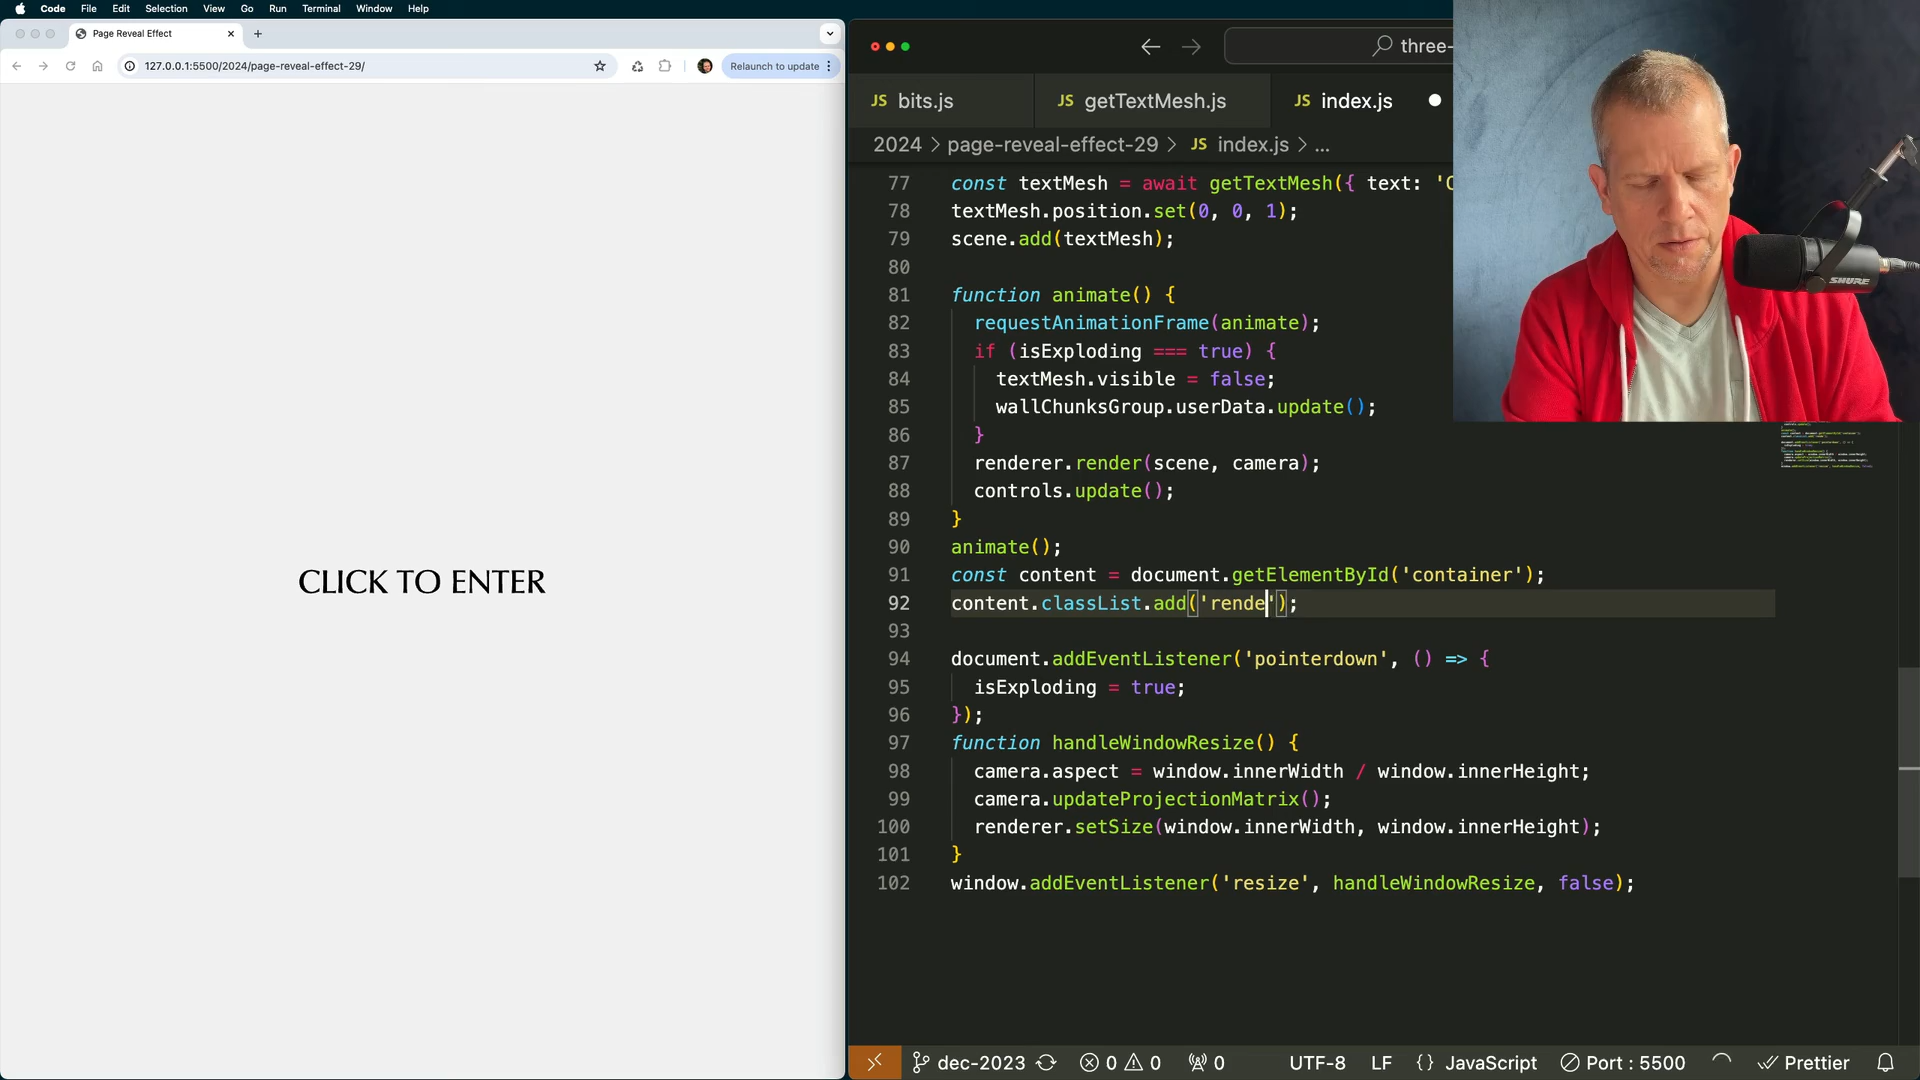 Code File Edit Selection View Go Run Terminal Window Help
Page Reveal Effect
127.0.0.1:5500/2024/page-reveal-effect-29/
Relaunch to update
CLICK TO ENTER
three-
JS bits.js
JS getTextMesh.js
JS index.js
2024 > page-reveal-effect-29 > JS index.js > ...
77 const textMesh = await getTextMesh({ text: 'C
78 textMesh.position.set(0, 0, 1);
79 scene.add(textMesh);
80
81 function animate() {
82 requestAnimationFrame(animate);
83 if (isExploding === true) {
84 textMesh.visible = false;
85 wallChunksGroup.userData.update();
86 }
87 renderer.render(scene, camera);
88 controls.update();
89 }
90 animate();
91 const content = document.getElementById('container');
92 content.classList.add('rende');
93
94 document.addEventListener('pointerdown', () => {
95 isExploding = true;
96 });
97 function handleWindowResize() {
98 camera.aspect = window.innerWidth / window.innerHeight;
99 camera.updateProjectionMatrix();
100 renderer.setSize(window.innerWidth, window.innerHeight);
101 }
102 window.addEventListener('resize', handleWindowResize, false);
SHURE
dec-2023 0 0 0 UTF-8 LF {} JavaScript Port : 5500 Prettier